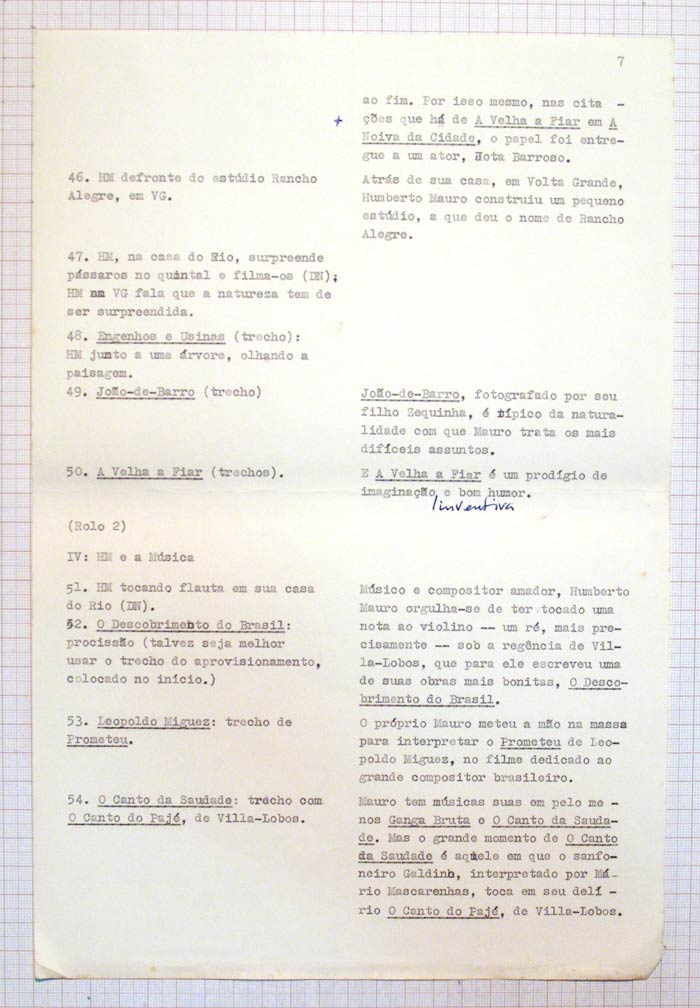 7
ao fim. Por isso mesmo, nas cita -
+ ções que há de A Velha a Fiar em A
Noiva da Cidade, o papel foi entre-
gue a um ator, Jota Barroso.
46. HM defronte do estúdio Rancho
Alegre, em VG.
Atrás de sua casa, em Volta Grande,
Humberto Mauro construiu um pequeno
estúdio, a que deu o nome de Rancho
Alegre.
47. HM, na casa do Rio, surpreende
pássaros no quintal e filma-os (DN);
HM na VG fala que a natureza tem de
ser surpreendida.
48. Engenhos e Usinas (trecho):
HM junto a uma árvore, olhando a
paisagem.
49. João-de-Barro (trecho)
João-de-Barro, fotografado por seu
filho Zequinha, é típico da natura-
lidade com que Mauro trata os mais
difíceis assuntos.
50. A Velha a Fiar (trechos).
E A Velha a Fiar é um prodígio de
imaginação e bom humor.
inventiva
(Rolo 2)
IV: HM e a Música
51. HM tocando flauta em sua casa
do Rio (DN).
52. O Descobrimento do Brasil:
procissão (talvez seja melhor
usar o trecho do aprovisionamento,
colocado no início.)
Músico e compositor amador, Humberto
Mauro orgulha-se de ter tocado uma
nota ao violino -- um ré, mais pre-
cisamente -- sob a regência de Vil-
la-Lobos, que para ele escreveu uma
de suas obras mais bonitas, O Desco-
brimento do Brasil.
53. Leopoldo Miguez: trecho de
Prometeu.
O próprio Mauro meteu a mão na massa
para interpretar o Prometeu de Leo-
poldo Miguez, no filme dedicado ao
grande compositor brasileiro.
54. O Canto da Saudade: trecho com
O Canto do Pajé, de Villa-Lobos.
Mauro tem músicas suas em pelo me -
nos Ganga Bruta e O Canto da Sauda-
de. Mas o grande momento de O Canto
da Saudade é aquele em que o sanfo-
neiro Galdino, interpretado por Má-
rio Mascarenhas, toca em seu delí -
rio O Canto do Pajé, de Villa-Lobos.